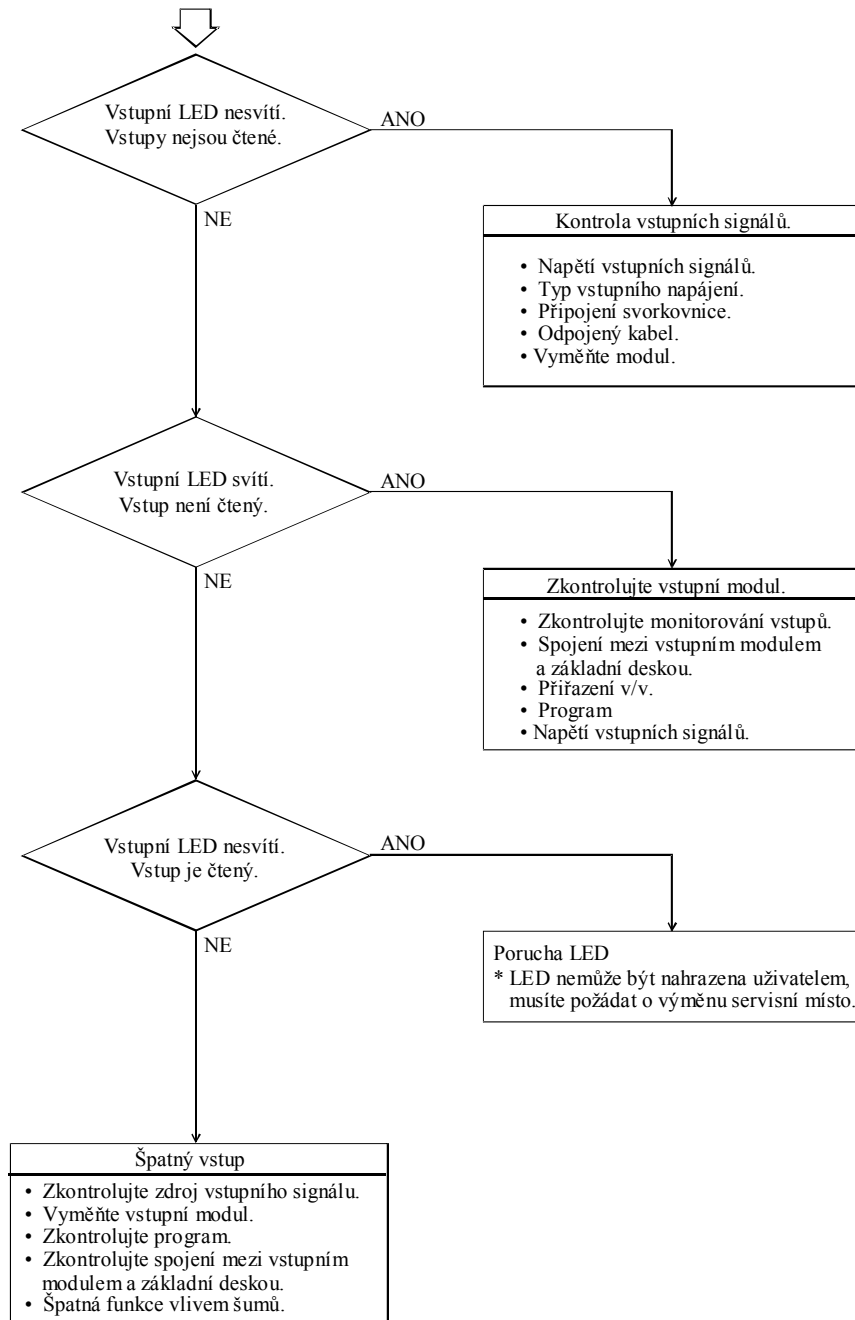 Vstupní LED nesvítí.
Vstupy nejsou čtené.
ANO
NE
Kontrola vstupních signálů.
• Napětí vstupních signálů.
• Typ vstupního napájení.
• Připojení svorkovnice.
• Odpojený kabel.
• Vyměňte modul.
Vstupní LED svítí.
Vstup není čtený.
ANO
NE
Zkontrolujte vstupní modul.
• Zkontrolujte monitorování vstupů.
• Spojení mezi vstupním modulem
a základní deskou.
• Přiřazení v/v.
• Program
• Napětí vstupních signálů.
Vstupní LED nesvítí.
Vstup je čtený.
ANO
NE
Porucha LED
* LED nemůže být nahrazena uživatelem,
musíte požádat o výměnu servisní místo.
Špatný vstup
• Zkontrolujte zdroj vstupního signálu.
• Vyměňte vstupní modul.
• Zkontrolujte program.
• Zkontrolujte spojení mezi vstupním
modulem a základní deskou.
• Špatná funkce vlivem šumů.